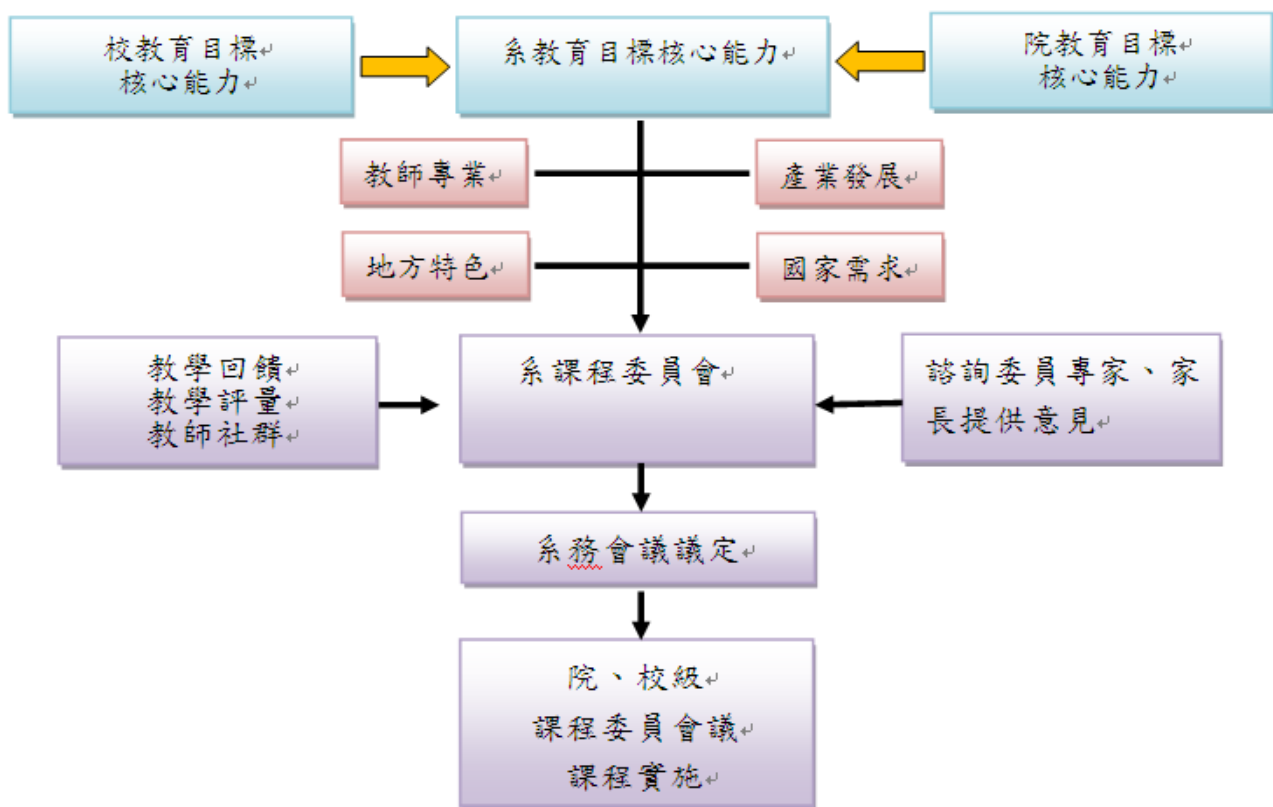 校教育目標
核心能力
系教育目標核心能力
院教育目標
核心能力
教師專業
產業發展
地方特色
國家需求
教學回饋
教學評量
教師社群
系課程委員會
諮詢委員專家、家
長提供意見
系務會議議定
院、校級
課程委員會議
課程實施